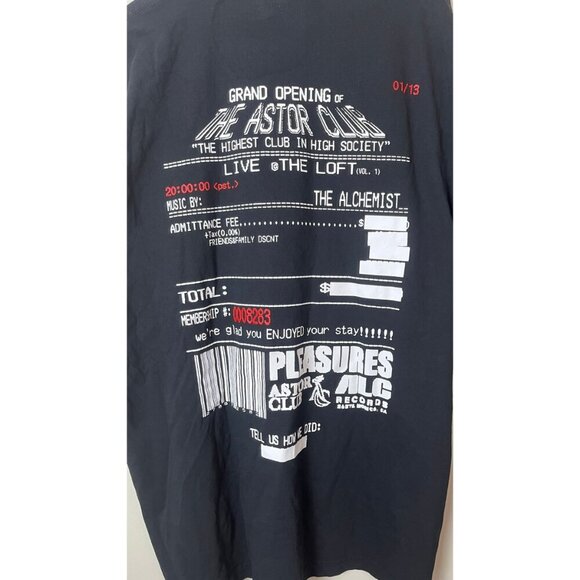 01/13
GRAND OPENING OF
THE ASTOR CLUB
"THE HIGHEST CLUB IN HIGH SOCIETY"
LIVE @THE LOFT(VOL. 1)
20:00:00 <pst.)
MUSIC BY: THE ALCHEMIST
ADMITTANCE FEE....................$
+Tax(0.00%)
FRIENDS&FAMILY DSCNT
TOTAL: $
MEMBERSHIP #: 0008283
we're glad you ENJOYED your stay!!!!!!
PLEASURES
ASTOR CLUB
ALC RECORDS
TELL US HOW WE DID: